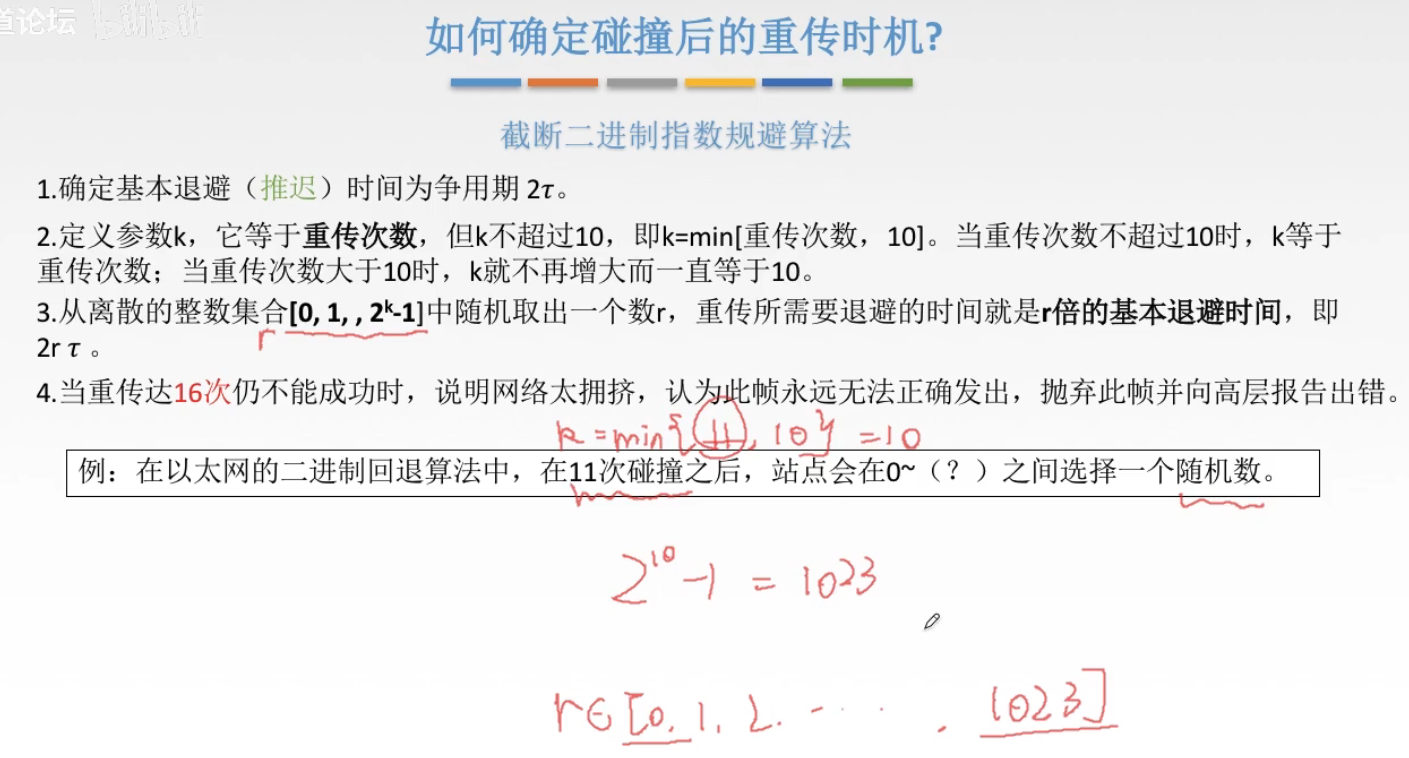 道论坛
如何确定碰撞后的重传时机?
截断二进制指数规避算法
1.确定基本退避（推迟）时间为争用期 2τ。
2.定义参数k，它等于重传次数，但k不超过10，即k=min[重传次数，10]。当重传次数不超过10时，k等于
重传次数；当重传次数大于10时，k就不再增大而一直等于10。
3.从离散的整数集合[0, 1, , 2ᵏ-1]中随机取出一个数r，重传所需要退避的时间就是r倍的基本退避时间，即
r
2r τ 。
4.当重传达16次仍不能成功时，说明网络太拥挤，认为此帧永远无法正确发出，抛弃此帧并向高层报告出错。
k=min{11, 10} =10
例：在以太网的二进制回退算法中，在11次碰撞之后，站点会在0~（？）之间选择一个随机数。
2¹⁰-1 = 1023
r∈[0, 1, 2. - · · · . 1023]